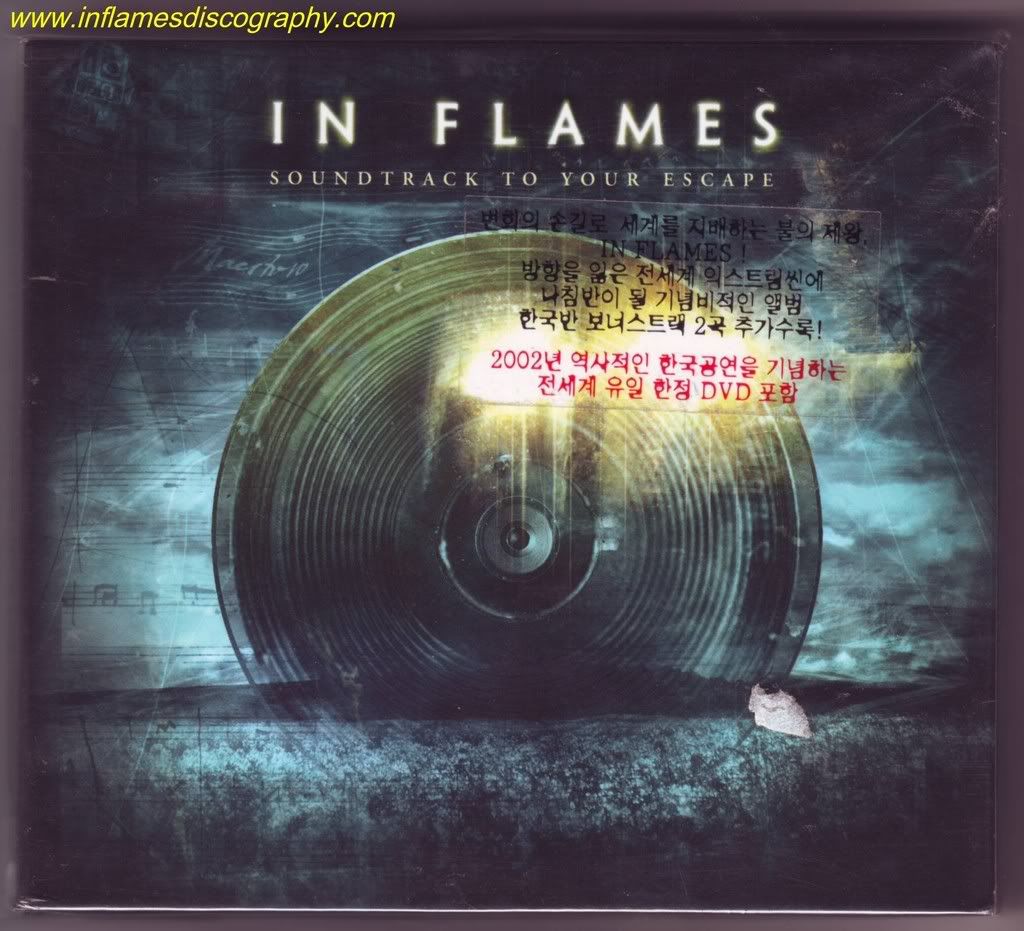 www.inflamesdiscography.com
IN FLAMES
SOUNDTRACK TO YOUR ESCAPE
변혁의 손길로 세계를 지배하는 불의 제왕,
IN FLAMES !
방향을 잃은 전세계 익스트림씬에
나침반이 될 기념비적인 앨범
한국반 보너스트랙 2곡 추가수록!
2002년 역사적인 한국공연을 기념하는
전세계 유일 한정 DVD 포함